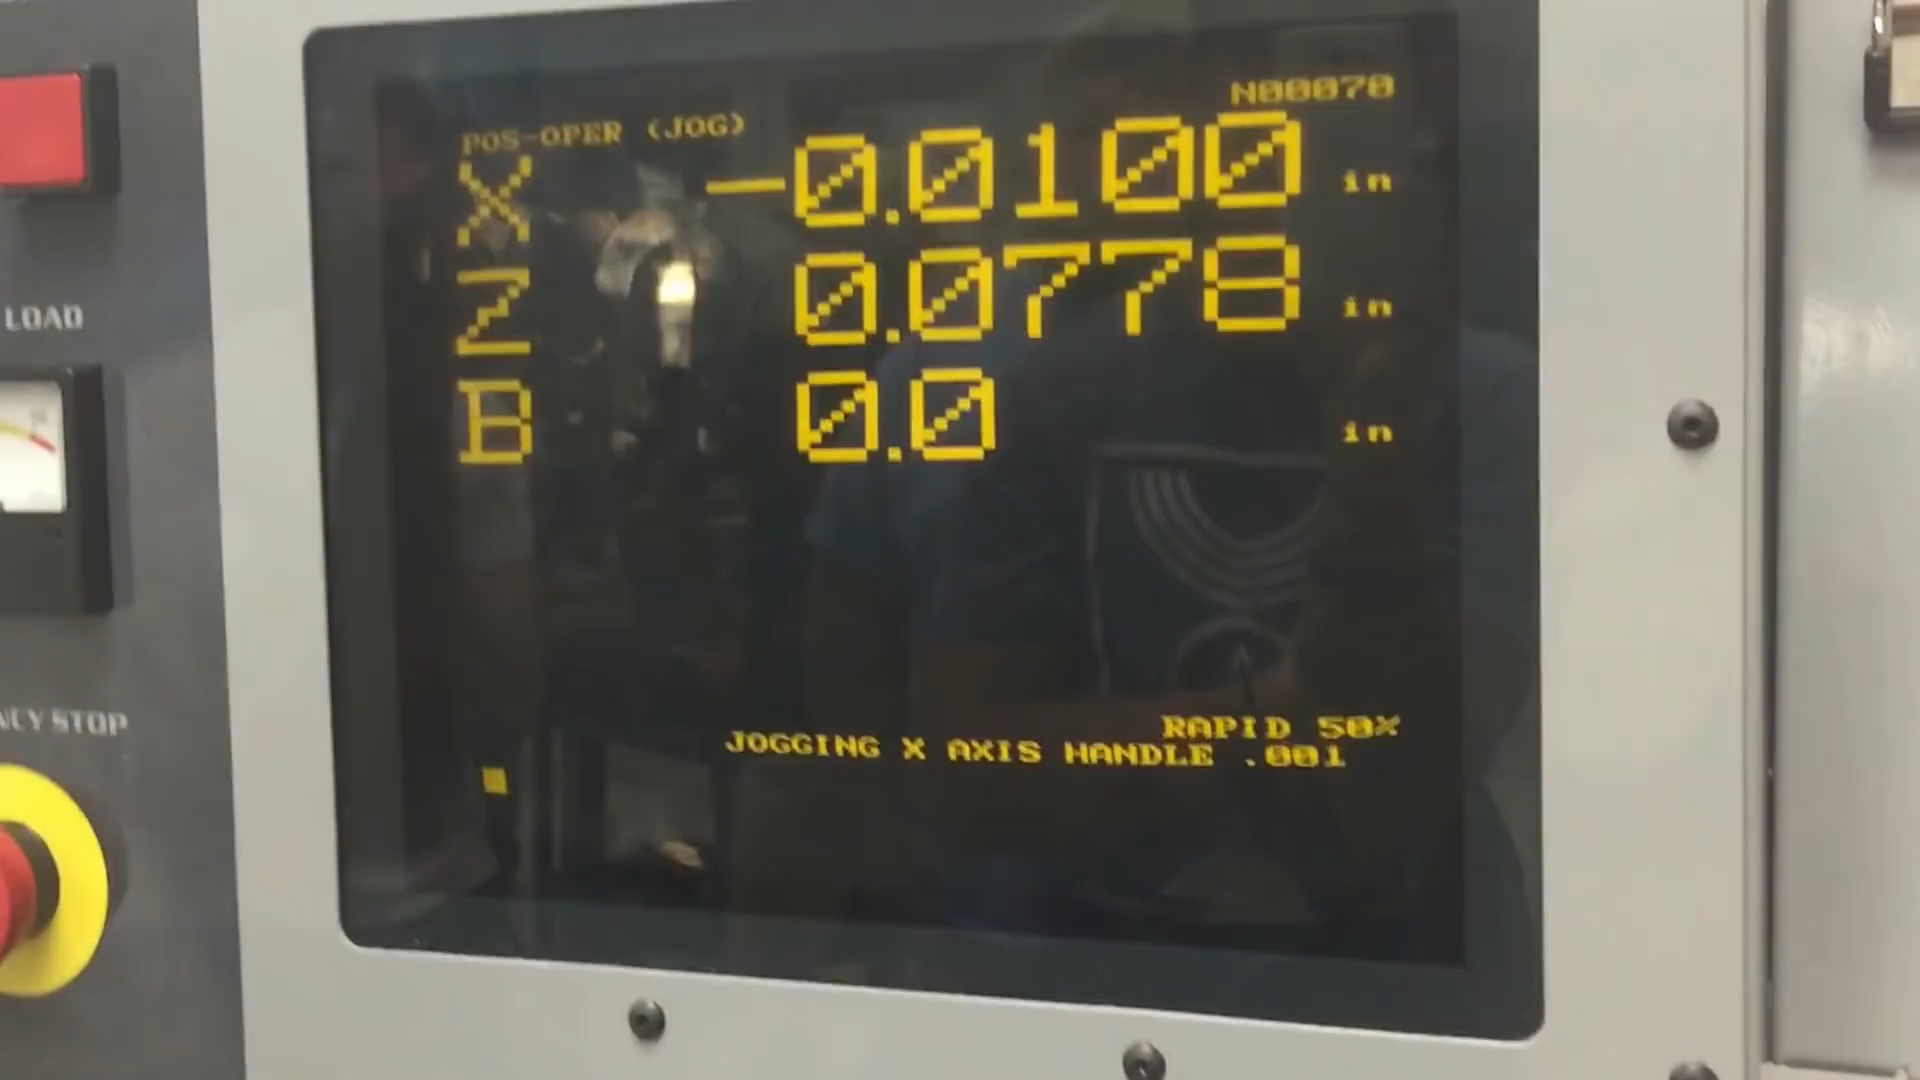 N00070
POS-OPER (JOG)
X -0.0100 in
Z 0.0778 in
B 0.0 in
RAPID 50%
JOGGING X AXIS HANDLE .001
LOAD
STOP